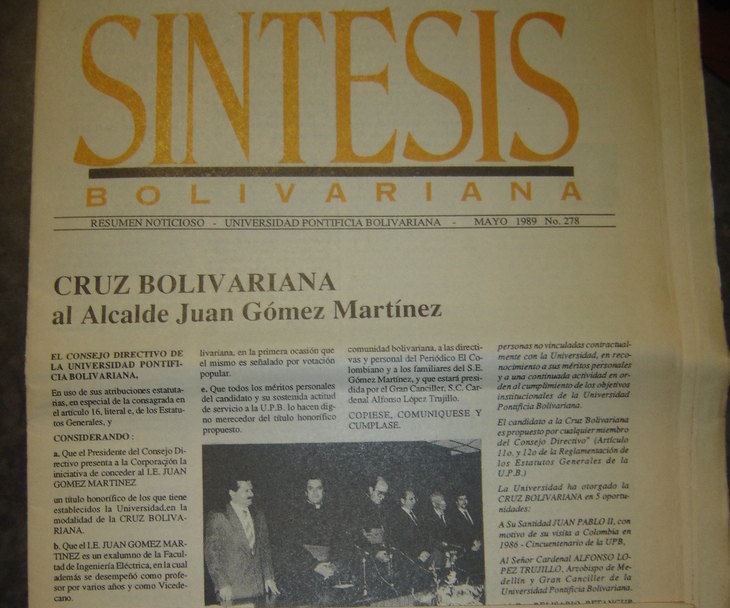 SINTESIS
BOLIVARIANA
RESUMEN NOTICIOSO - UNIVERSIDAD PONTIFICIA BOLIVARIANA - MAYO 1989 No. 278
CRUZ BOLIVARIANA
al Alcalde Juan Gómez Martínez
EL CONSEJO DIRECTIVO DE
LA UNIVERSIDAD PONTIFI-
CIA BOLIVARIANA,
En uso de sus atribuciones estatuta-
rias, en especial de la consagrada en
el artículo 16, literal e, de los Estatu-
tos Generales, y
CONSIDERANDO :
a. Que el Presidente del Consejo Di-
rectivo presenta a la Corporación la
iniciativa de conceder al I.E. JUAN
GOMEZ MARTINEZ
un título honorífico de los que tiene
establecidos la Universidad,en la
modalidad de la CRUZ BOLIVA-
RIANA.
b. Que el I.E. JUAN GOMEZ MAR-
TINEZ es un exalumno de la Facul-
tad de Ingeniería Eléctrica, en la cual
además se desempeñó como profe-
sor por varios años y como Vicede-
cano.
livariana, en la primera ocasión que
el mismo es señalado por votación
popular.
e. Que todos los méritos personales
del candidato y su sostenida actitud
de servicio a la U.P.B. lo hacen dig-
no merecedor del título honorífico
propuesto.
comunidad bolivariana, a las directi-
vas y personal del Periódico El Co-
lombiano y a los familiares del S.E.
Gómez Martínez, y que estará presi-
dida por el Gran Canciller, S.C. Car-
denal Alfonso López Trujillo.
COPIESE, COMUNIQUESE Y
CUMPLASE.
personas no vinculadas contractual-
mente con la Universidad, en reco-
nocimiento a sus méritos personales
y a una continuada actividad en or-
den al cumplimiento de los objetivos
institucionales de la Universidad
Pontificia Bolivariana.
El candidato a la Cruz Bolivariana
es propuesto por cualquier miembro
del Consejo Directivo" (Artículo
11o. y 12o de la Reglamentación de
los Estatutos Generales de la
U.P.B.)
La Universidad ha otorgado la
CRUZ BOLIVARIANA en 5 oportu-
nidades:
A Su Santidad JUAN PABLO II, con
motivo de su visita a Colombia en
1986 - Cincuentenario de la UPB,
Al Señor Cardenal ALFONSO LO-
PEZ TRUJILLO, Arzobispo de Me-
dellín y Gran Canciller de la
Universidad Pontificia Bolivariana.
BELISARIO BETANCUR